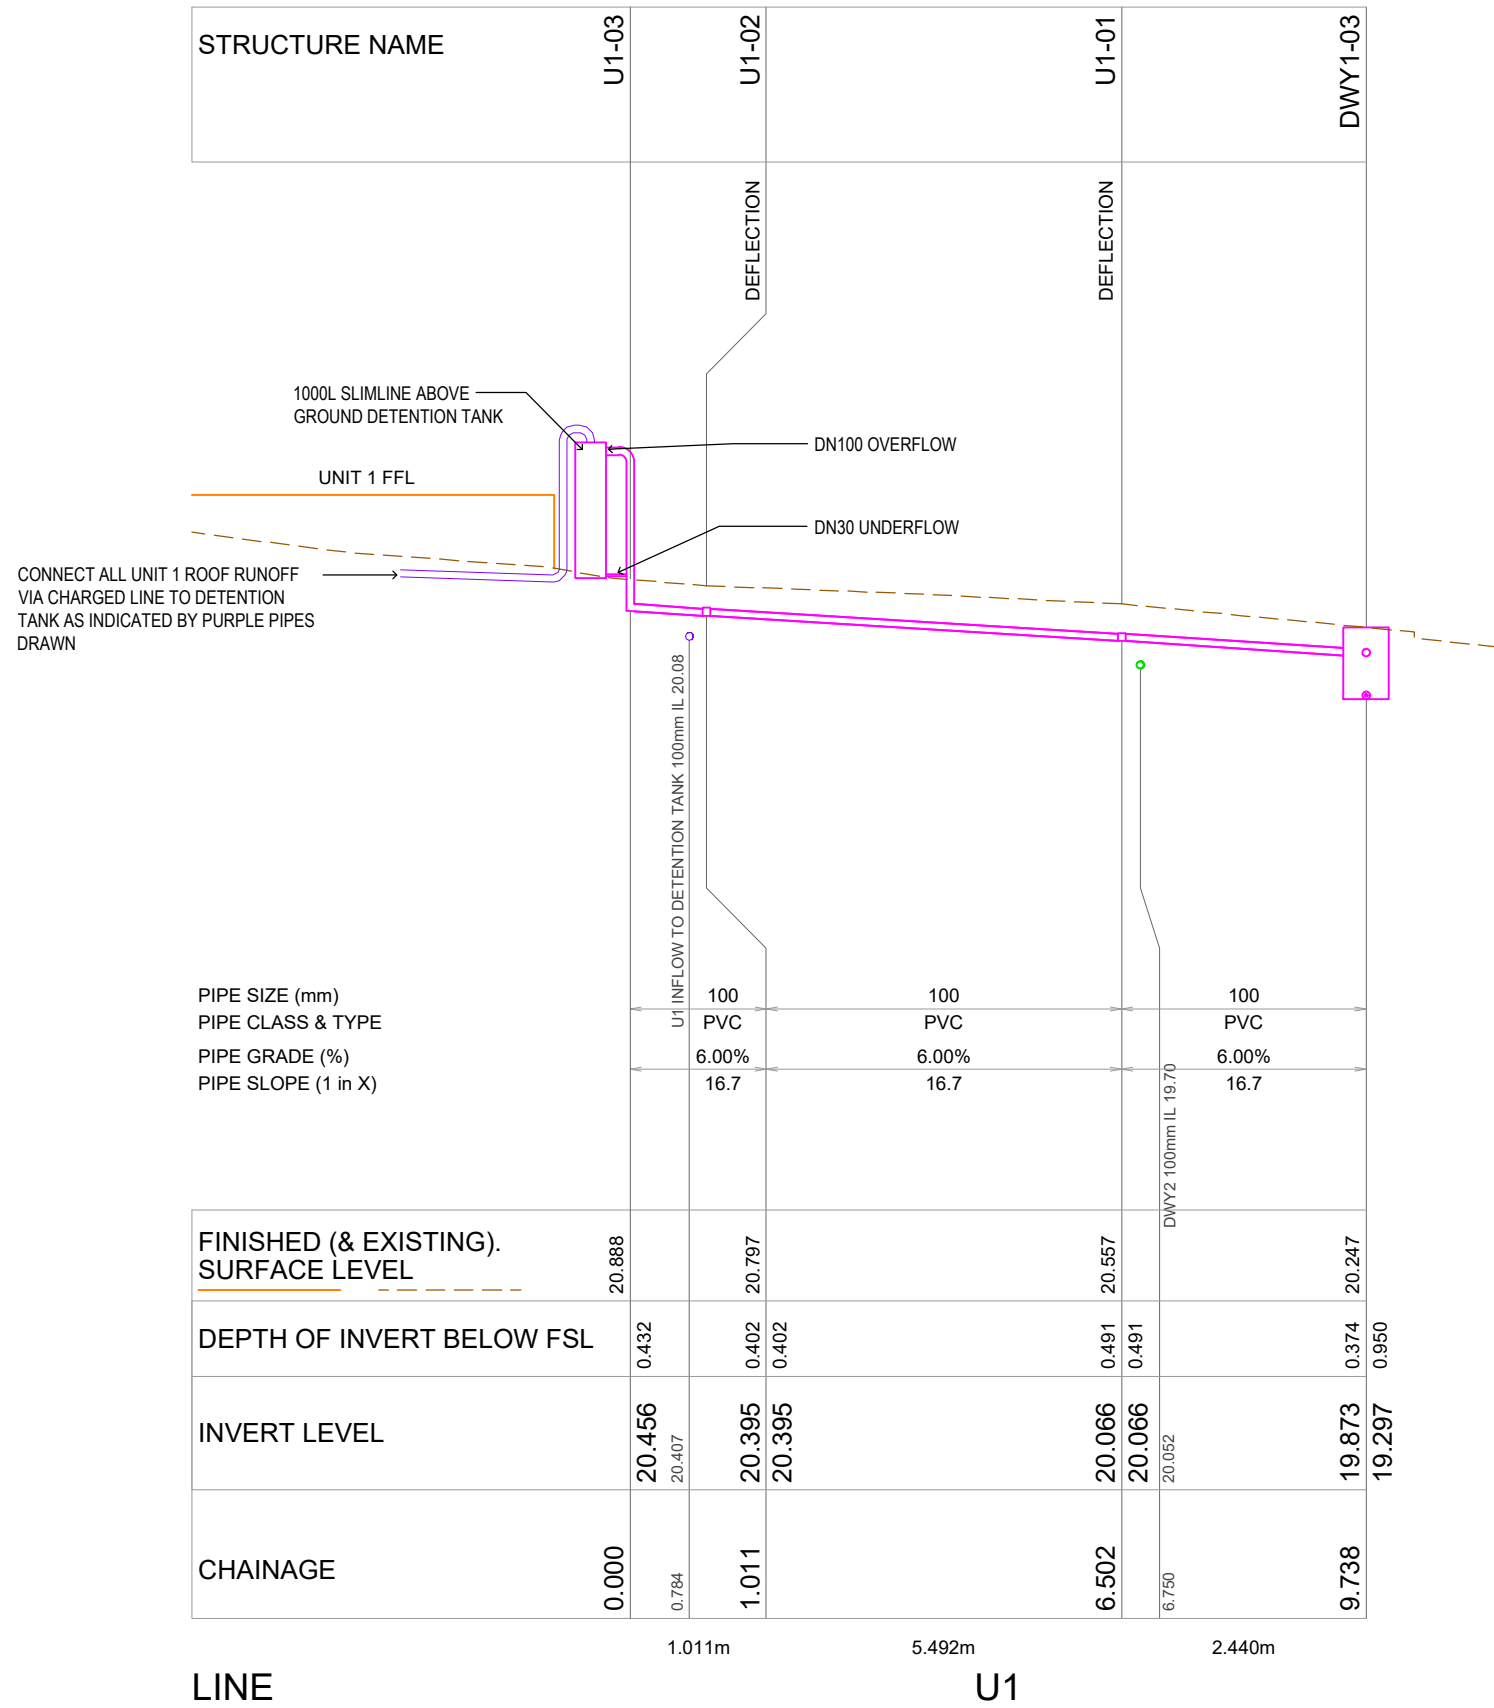 STRUCTURE NAME
U1-03
U1-02
U1-01
DWY1-03
DEFLECTION
DEFLECTION
1000L SLIMLINE ABOVE
GROUND DETENTION TANK
DN100 OVERFLOW
UNIT 1 FFL
DN30 UNDERFLOW
CONNECT ALL UNIT 1 ROOF RUNOFF
VIA CHARGED LINE TO DETENTION
TANK AS INDICATED BY PURPLE PIPES
DRAWN
U1 INFLOW TO DETENTION TANK 100mm IL 20.08
DWY2 100mm IL 19.70
PIPE SIZE (mm)
100
100
100
PIPE CLASS & TYPE
PVC
PVC
PVC
PIPE GRADE (%)
6.00%
6.00%
6.00%
PIPE SLOPE (1 in X)
16.7
16.7
16.7
FINISHED (& EXISTING).
SURFACE LEVEL
20.888
20.797
20.557
20.247
DEPTH OF INVERT BELOW FSL
0.432
0.402
0.402
0.491
0.491
0.374
0.950
INVERT LEVEL
20.456
20.407
20.395
20.395
20.066
20.066
20.052
19.873
19.297
CHAINAGE
0.000
0.784
1.011
6.502
6.750
9.738
1.011m
5.492m
2.440m
LINE
U1